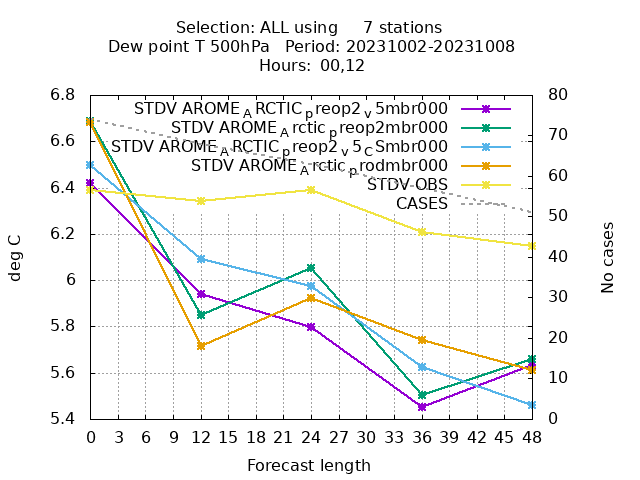 Selection: ALL using     7 stations
Dew point T 500hPa   Period: 20231002-20231008
Hours:  00,12
STDV AROME_ARCTIC_preop2_v5mbr000
STDV AROME_Arctic_preop2mbr000
STDV AROME_ARCTIC_preop2_v5_CSmbr000
STDV AROME_Arctic_prodmbr000
STDV OBS
CASES
6.8
6.6
6.4
6.2
6
5.8
5.6
5.4
80
70
60
50
40
30
20
10
0
deg C
No cases
0 3 6 9 12 15 18 21 24 27 30 33 36 39 42 45 48
Forecast length